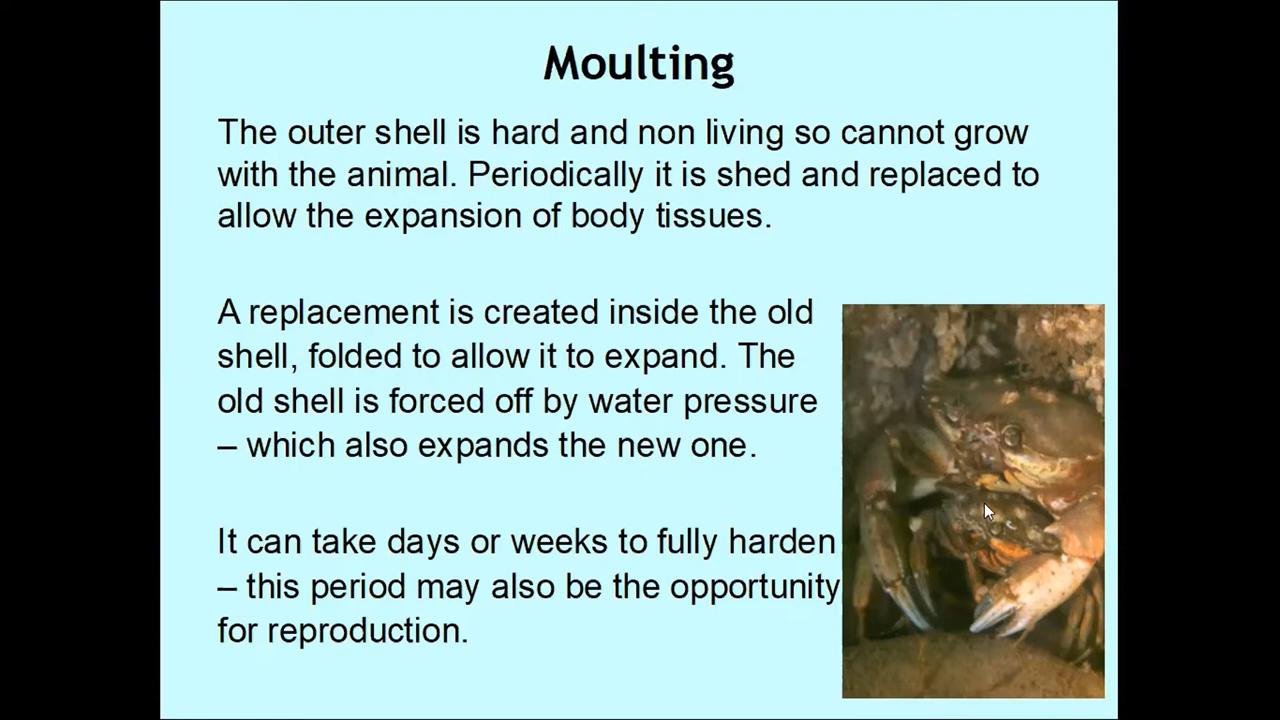 Moulting
The outer shell is hard and non living so cannot grow
with the animal. Periodically it is shed and replaced to
allow the expansion of body tissues.
A replacement is created inside the old
shell, folded to allow it to expand. The
old shell is forced off by water pressure
– which also expands the new one.
It can take days or weeks to fully harden
– this period may also be the opportunity
for reproduction.